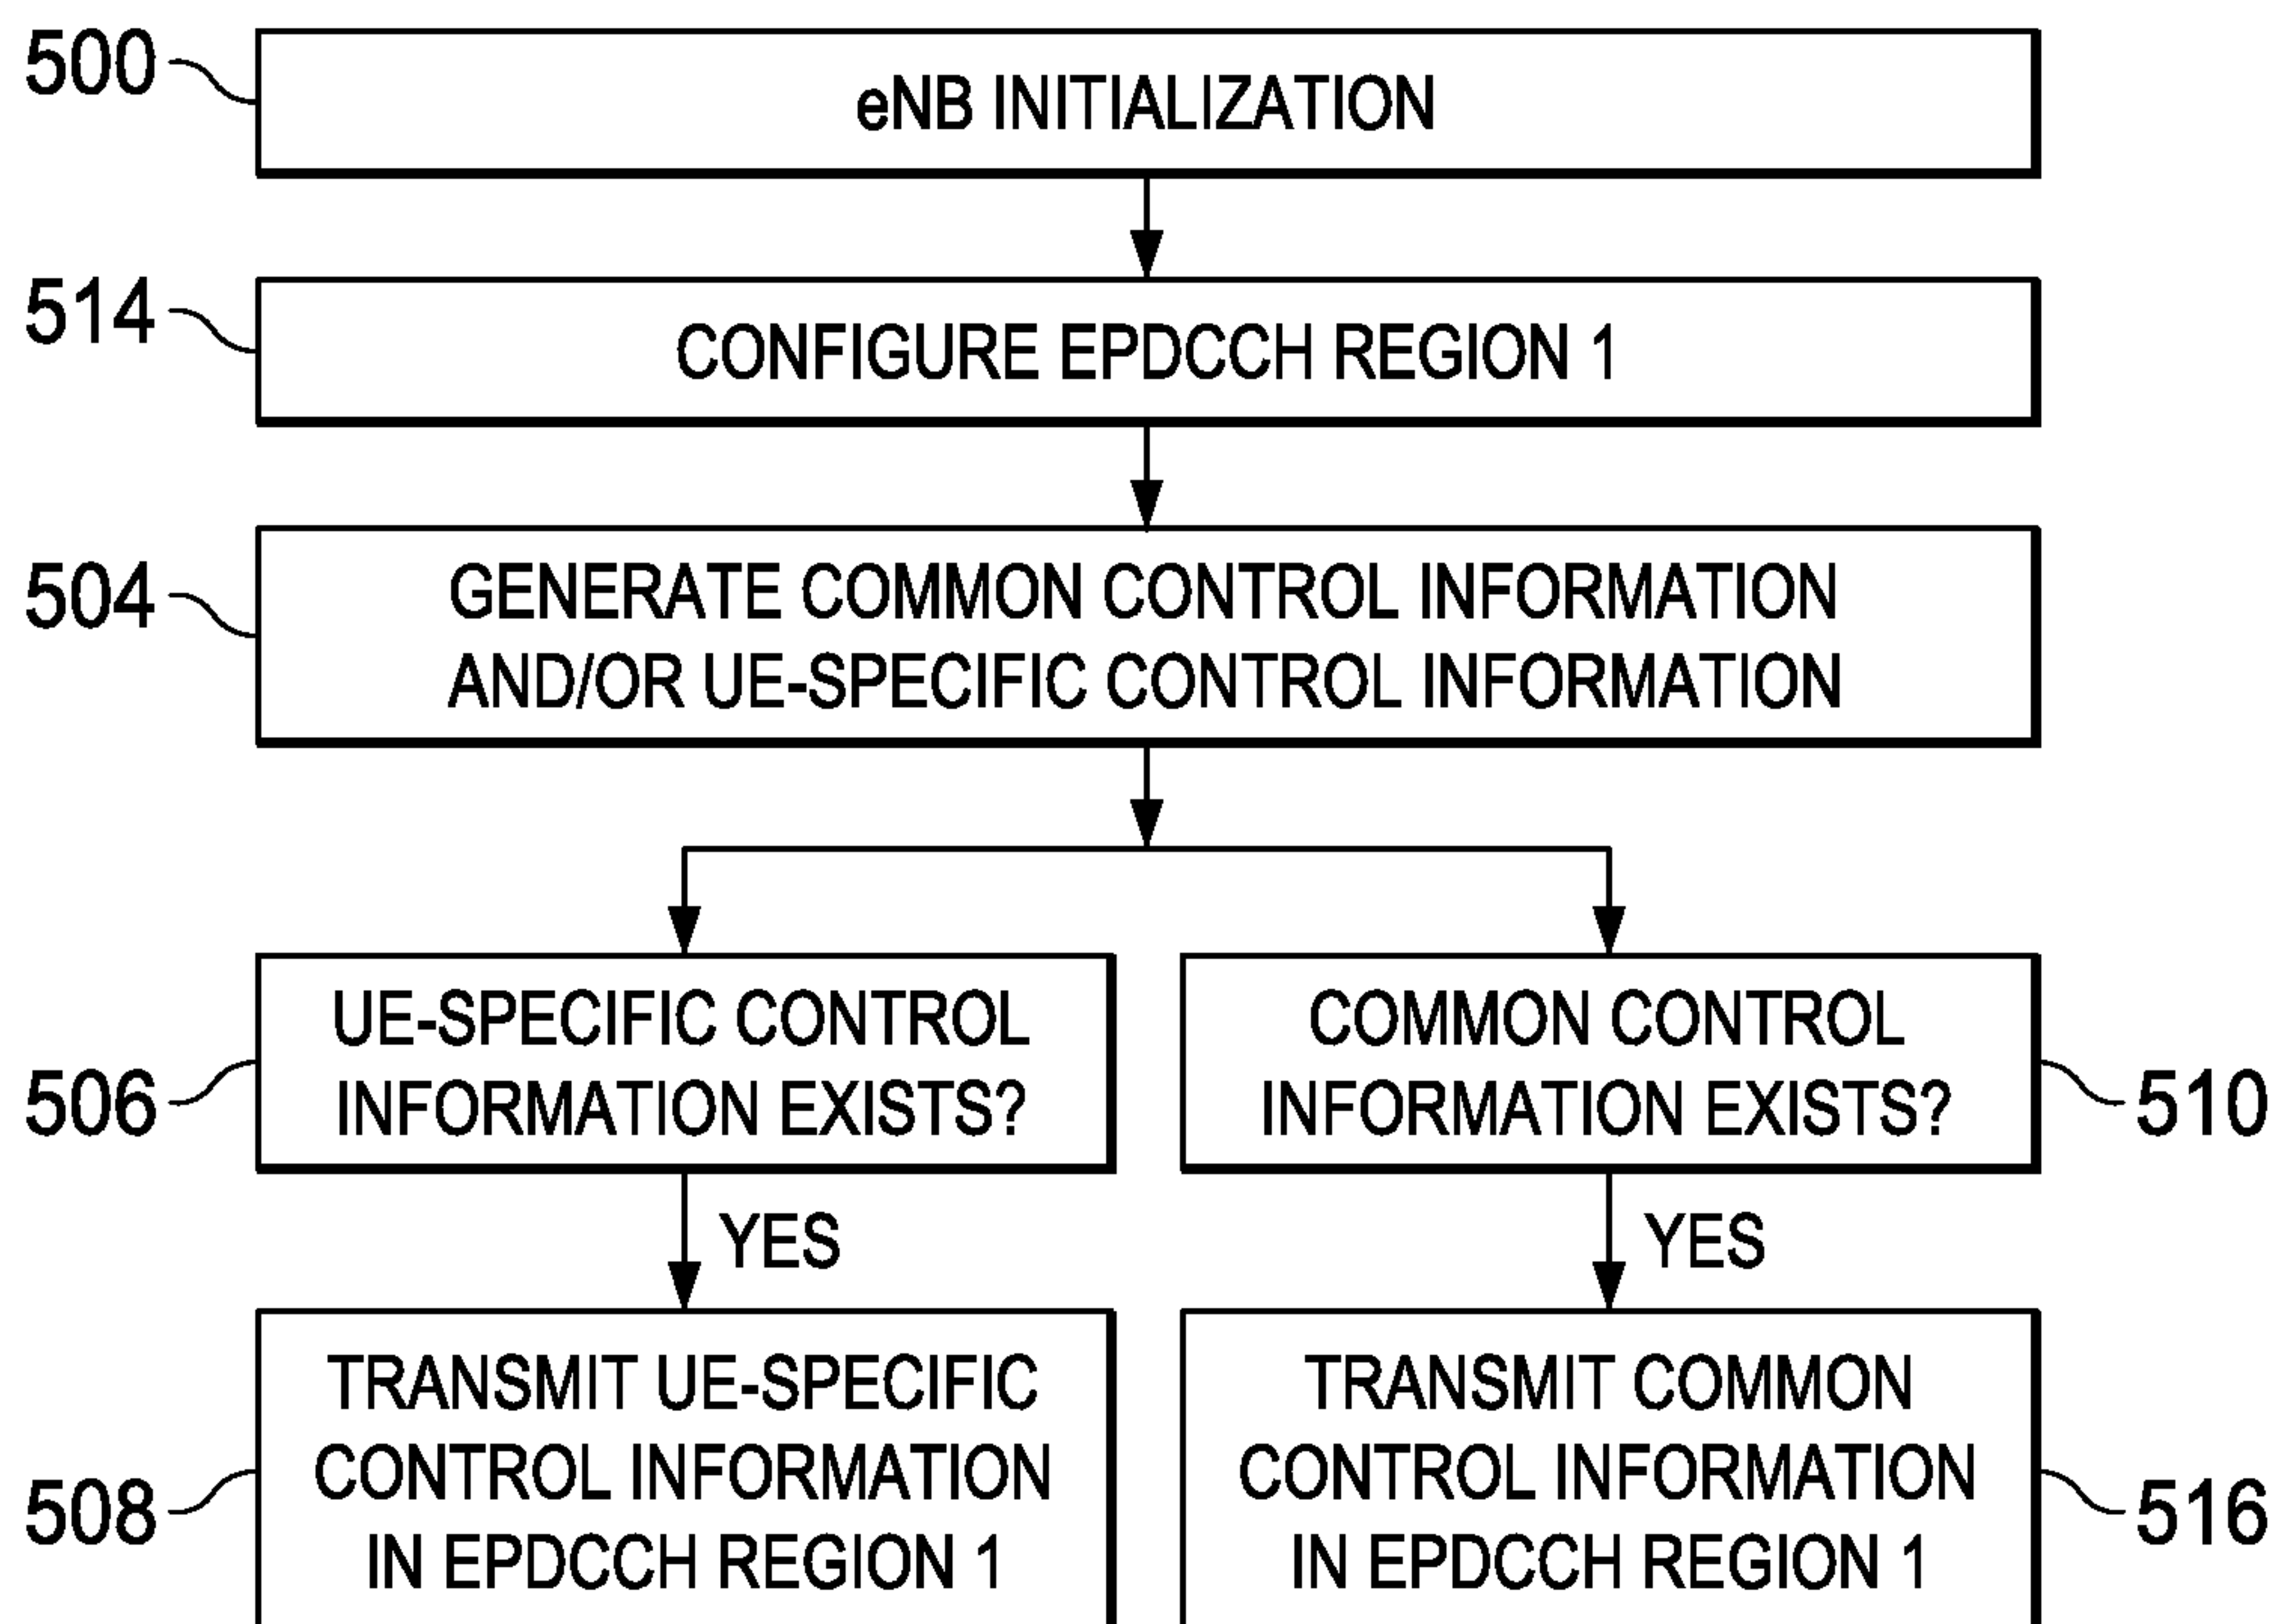 500
eNB INITIALIZATION
514
CONFIGURE EPDCCH REGION 1
504
GENERATE COMMON CONTROL INFORMATION
AND/OR UE-SPECIFIC CONTROL INFORMATION
506
UE-SPECIFIC CONTROL
INFORMATION EXISTS?
COMMON CONTROL
INFORMATION EXISTS?
510
YES
YES
508
TRANSMIT UE-SPECIFIC
CONTROL INFORMATION
IN EPDCCH REGION 1
TRANSMIT COMMON
CONTROL INFORMATION
IN EPDCCH REGION 1
516